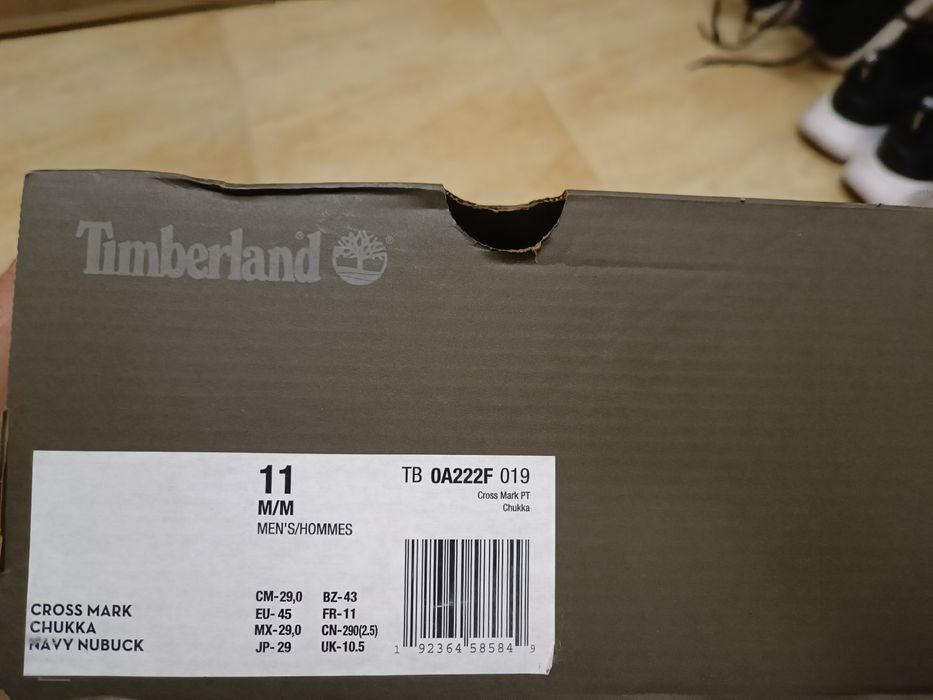 Timberland®
11
M/M
MEN'S/HOMMES
TB 0A222F 019
Cross Mark PT
Chukka
CM-29,0 BZ-43
EU- 45 FR-11
MX-29,0 CN-290(2.5)
JP- 29 UK-10.5
CROSS MARK
CHUKKA
NAVY NUBUCK
1 92364 58584 9